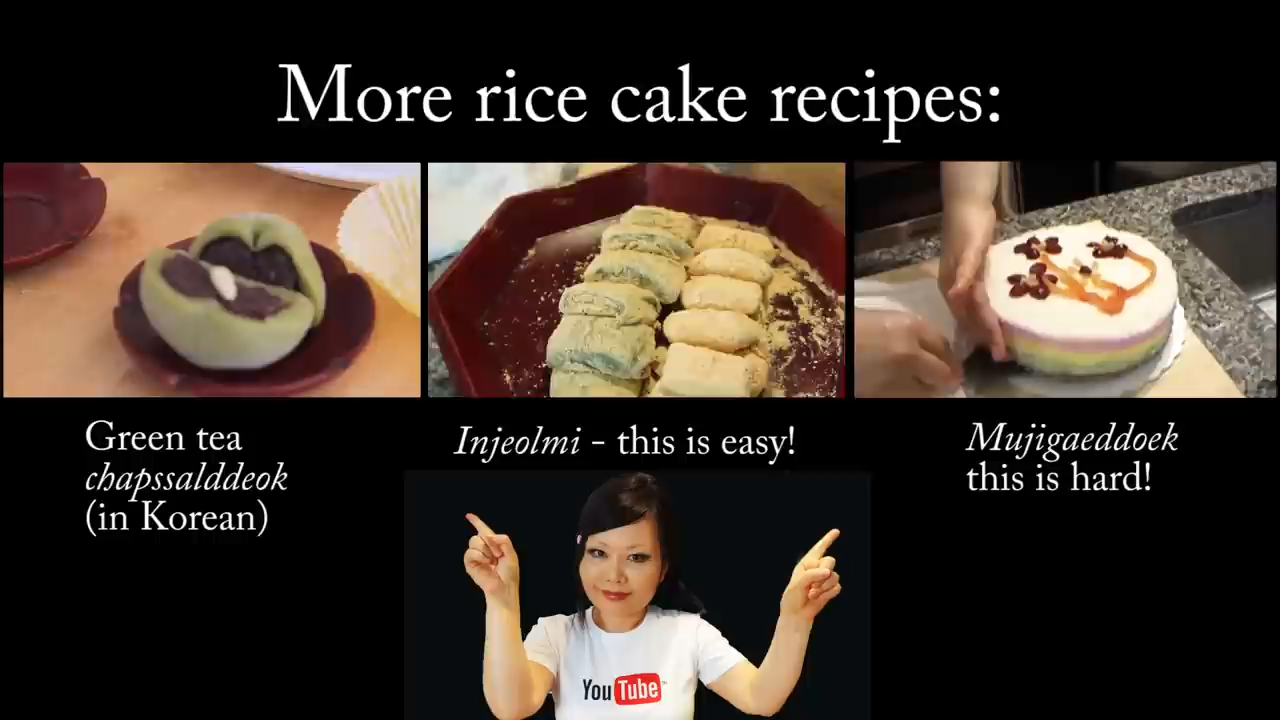 More rice cake recipes:
Green tea
chapssalddeok
(in Korean)
Injeolmi - this is easy!
Mujigaeddoek
this is hard!
YouTube